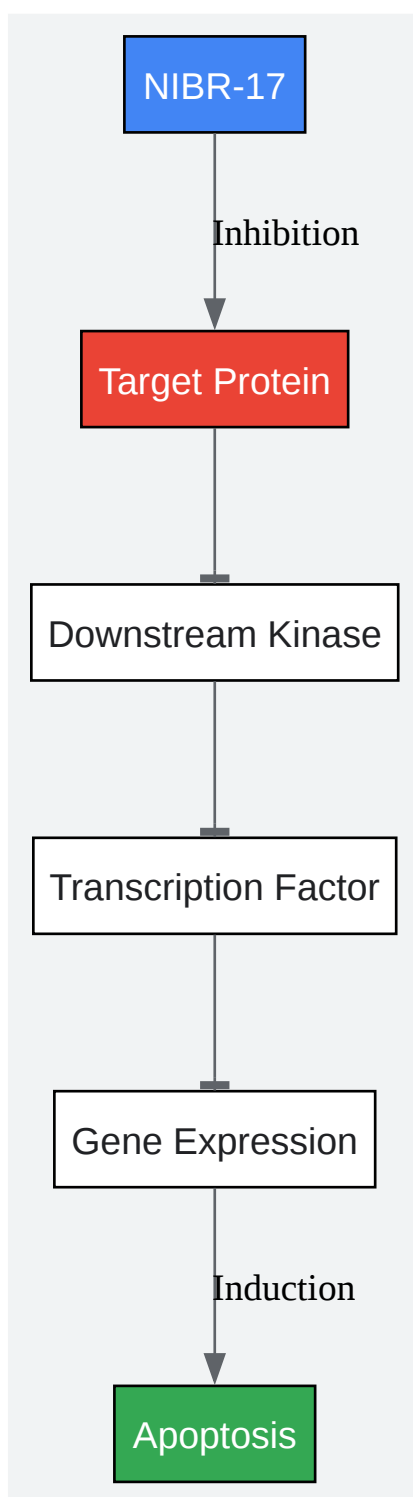 NIBR-17
Inhibition
Target Protein
Downstream Kinase
Transcription Factor
Gene Expression
Induction
Apoptosis